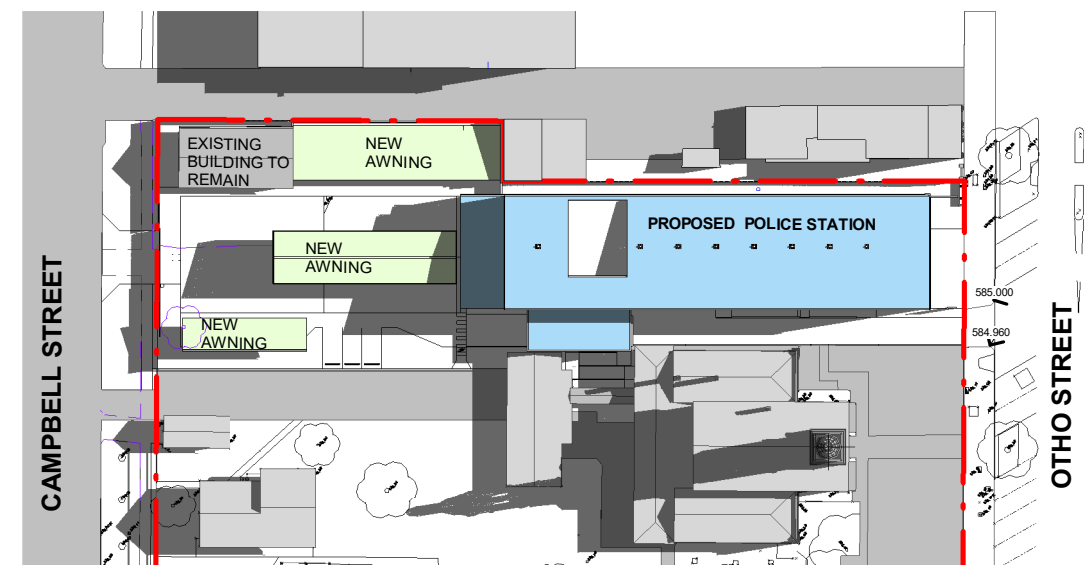 EXISTING
BUILDING TO
REMAIN
NEW
AWNING
PROPOSED POLICE STATION
NEW
AWNING
NEW
AWNING
CAMPBELL STREET
585.000
584.960
OTHO STREET